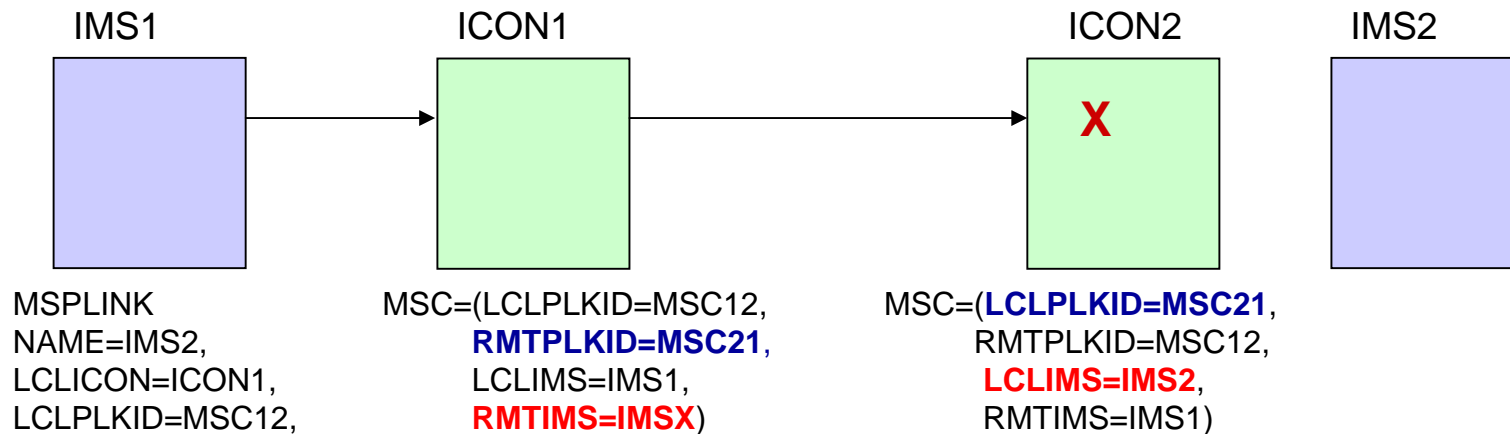 IMS1
ICON1
ICON2
IMS2
X
MSPLINK
NAME=IMS2,
LCLICON=ICON1,
LCLPLKID=MSC12,
MSC=(LCLPLKID=MSC12,
RMTPLKID=MSC21,
LCLIMS=IMS1,
RMTIMS=IMSX)
MSC=(LCLPLKID=MSC21,
RMTPLKID=MSC12,
LCLIMS=IMS2,
RMTIMS=IMS1)